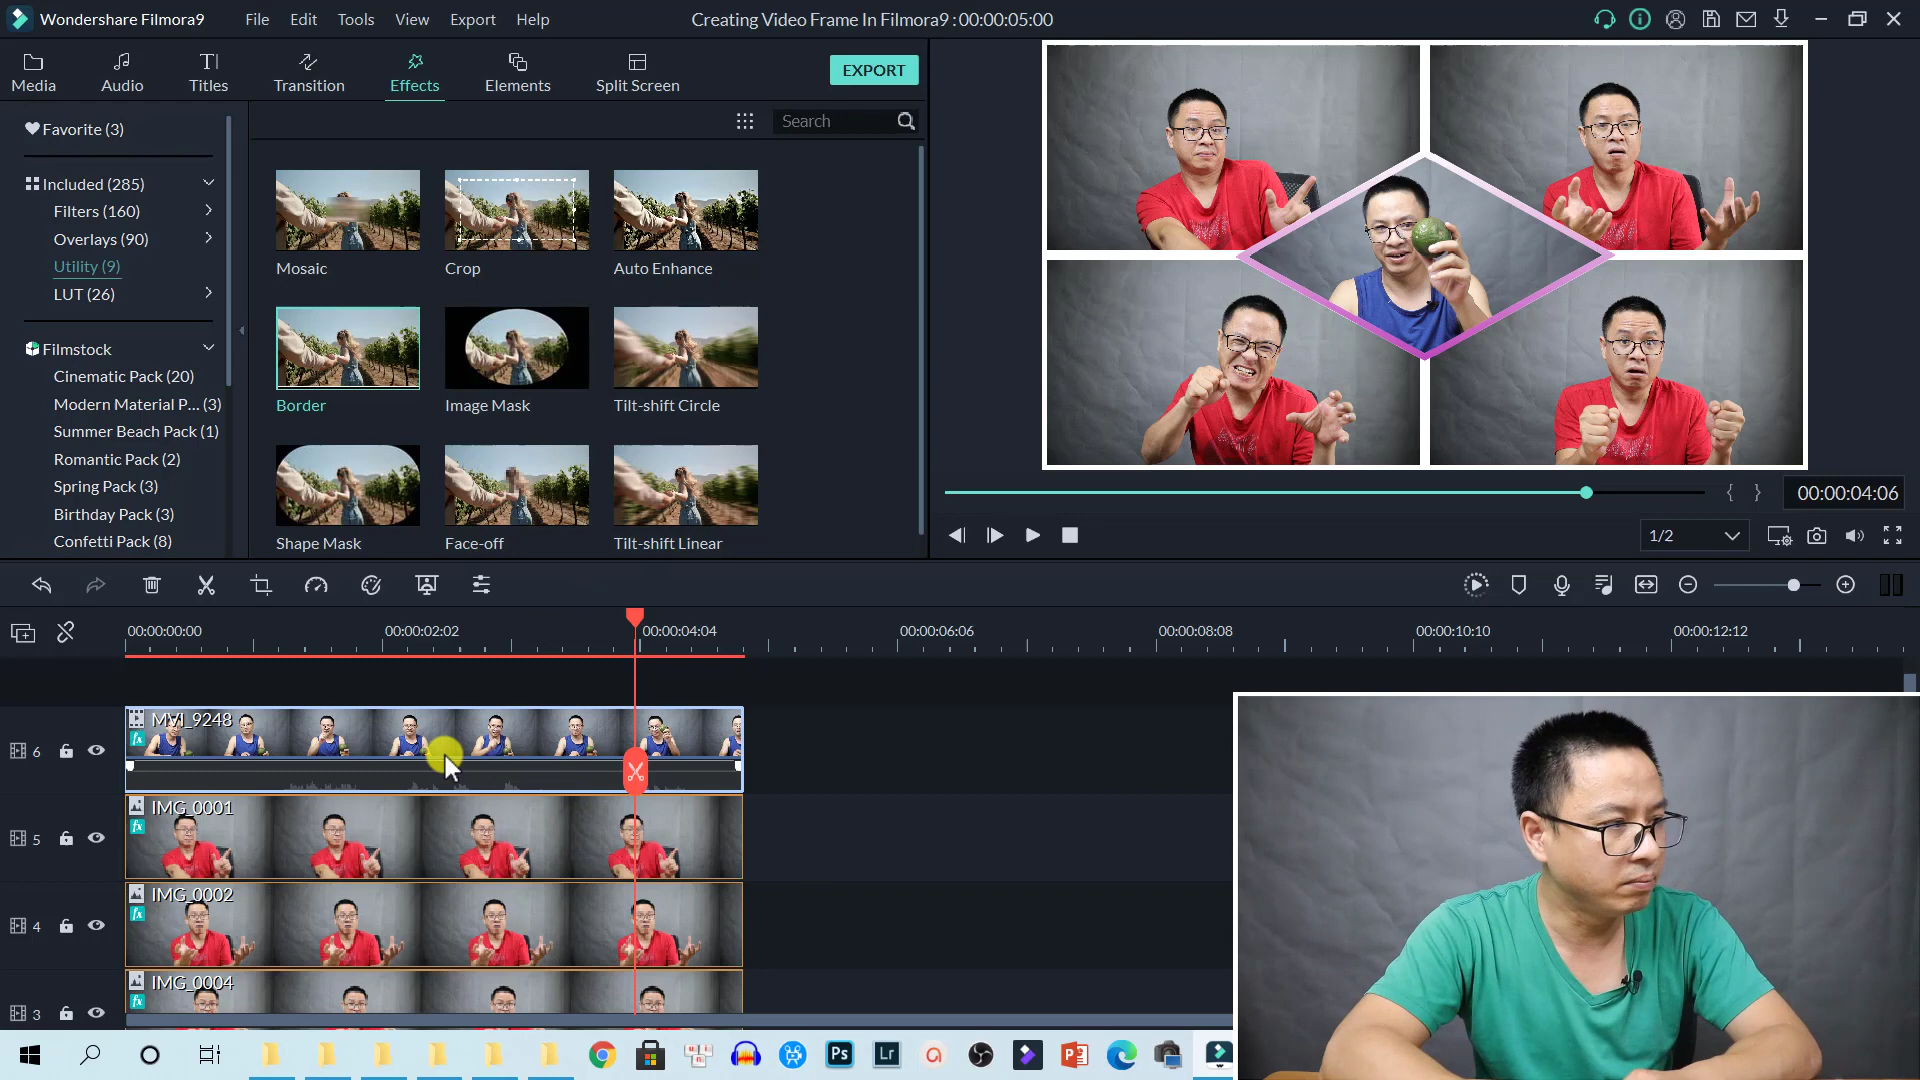 Wondershare Filmora9 File Edit Tools View Export Help Creating Video Frame In Filmora9 : 00:00:05:00
Media Audio Titles Transition Effects Elements Split Screen EXPORT
Favorite (3)
Search
Included (285)
Filters (160)
Overlays (90)
Utility (9)
LUT (26)
Filmstock
Cinematic Pack (20)
Modern Material P... (3)
Summer Beach Pack (1)
Romantic Pack (2)
Spring Pack (3)
Birthday Pack (3)
Confetti Pack (8)
Mosaic Crop Auto Enhance
Border Image Mask Tilt-shift Circle
Shape Mask Face-off Tilt-shift Linear
{ } 00:00:04:06
1/2
00:00:00:00 00:00:02:02 00:00:04:04 00:00:06:06 00:00:08:08 00:00:10:10 00:00:12:12
MVI_9248
fx
6
IMG_0001
fx
5
IMG_0002
fx
4
IMG_0004
fx
3
Ps Lr